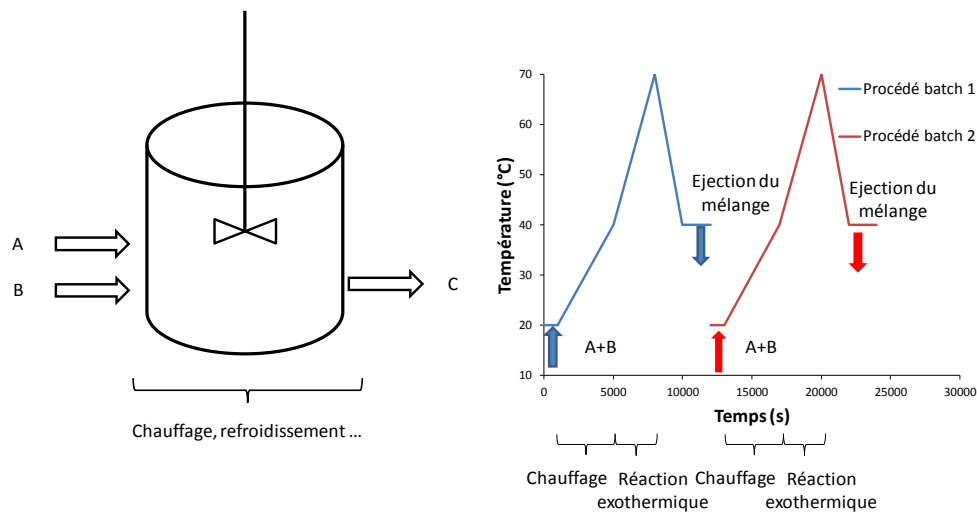 A
B
C
Chauffage, refroidissement ...
Température (°C)
70
60
50
40
30
20
10
Procédé batch 1
Procédé batch 2
Ejection du
mélange
Ejection du
mélange
A+B
A+B
0
5000
10000
15000
20000
25000
30000
Temps (s)
Chauffage
Réaction
exothermique
Chauffage
Réaction
exothermique